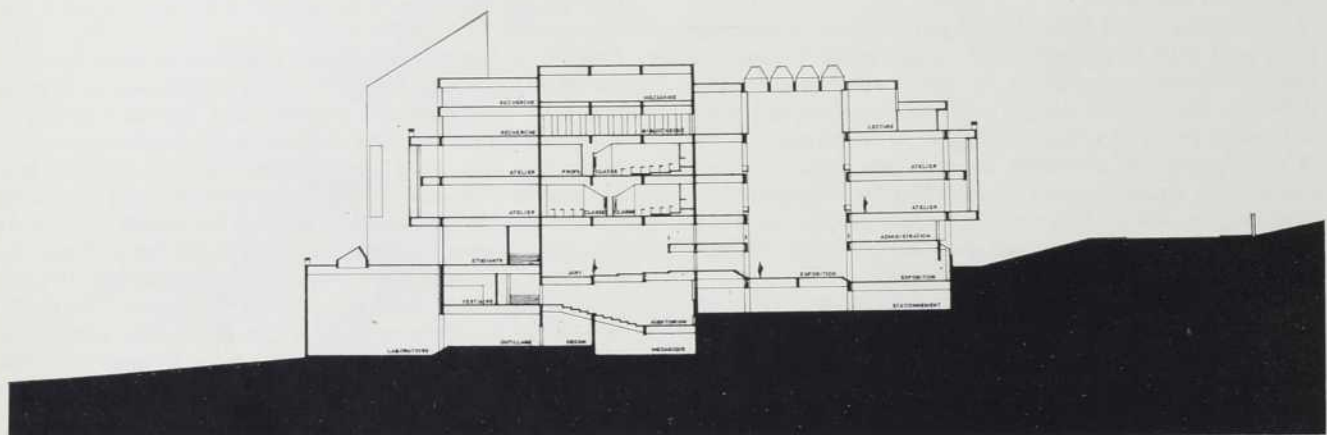 RECHERCHE
MEZZANINE
RECHERCHE
BIBLIOTHEQUE
LECTURE
ATELIER
PROFS
CLASSE
ATELIER
ATELIER
CLASSE
CLASSE
ATELIER
ADMINISTRATION
ETUDIANTS
JURY
EXPOSITION
EXPOSITION
VESTIAIRE
STATIONNEMENT
AUDITORIUM
LABORATOIRE
OUTILLAGE
DESSIN